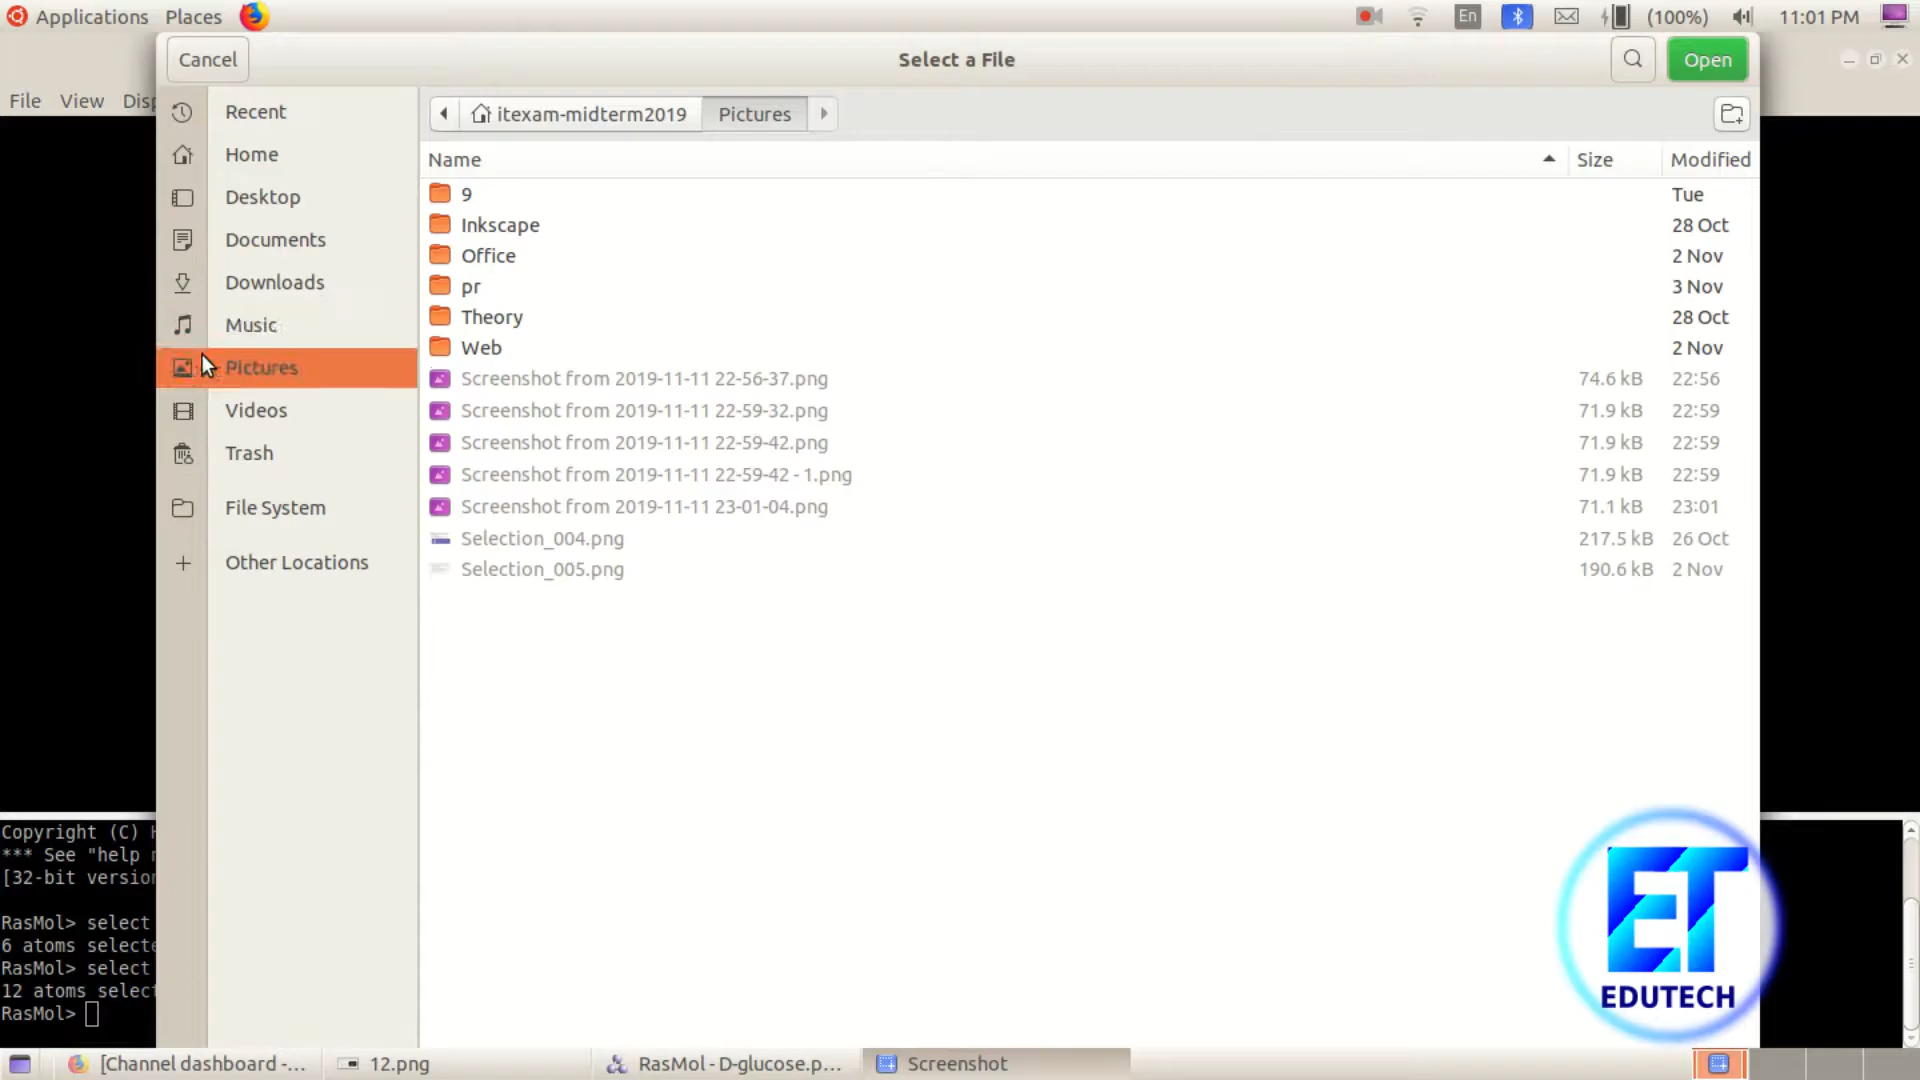 Applications Places En (100%) 11:01 PM
Cancel Select a File Open
File View Disp
Recent
Home
Desktop
Documents
Downloads
Music
Pictures
Videos
Trash
File System
Other Locations
itexam-midterm2019 Pictures
Name Size Modified
9 Tue
Inkscape 28 Oct
Office 2 Nov
pr 3 Nov
Theory 28 Oct
Web 2 Nov
Screenshot from 2019-11-11 22-56-37.png 74.6 kB 22:56
Screenshot from 2019-11-11 22-59-32.png 71.9 kB 22:59
Screenshot from 2019-11-11 22-59-42.png 71.9 kB 22:59
Screenshot from 2019-11-11 22-59-42 - 1.png 71.9 kB 22:59
Screenshot from 2019-11-11 23-01-04.png 71.1 kB 23:01
Selection_004.png 217.5 kB 26 Oct
Selection_005.png 190.6 kB 2 Nov
Copyright (C)
*** See "help
[32-bit version
RasMol> select
6 atoms selecte
RasMol> select
12 atoms select
RasMol>
ET
EDUTECH
[Channel dashboard -... 12.png RasMol - D-glucose.p... Screenshot